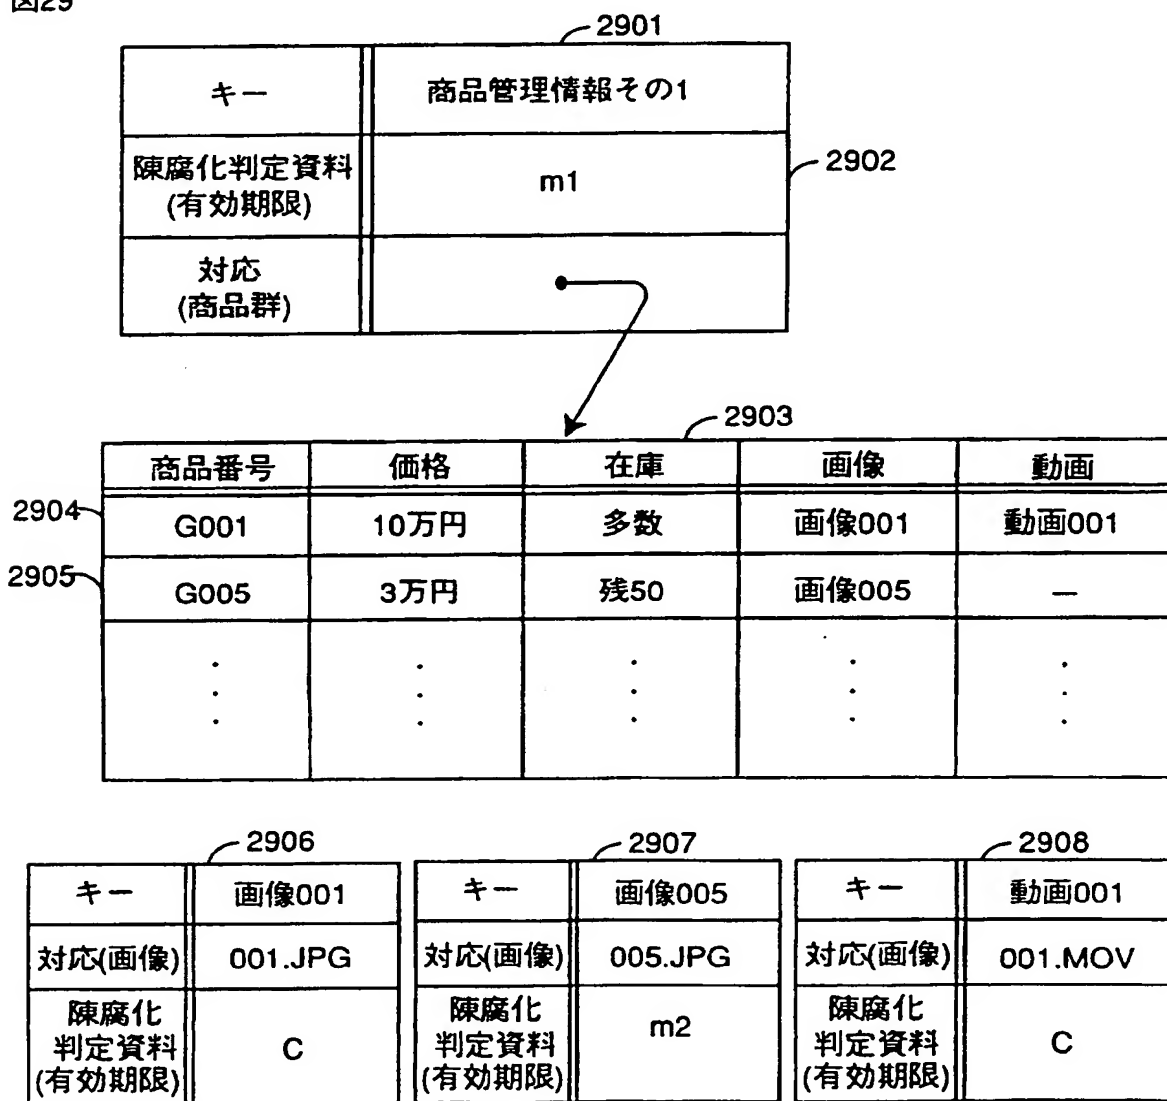 図29
2901
キー 商品管理情報その1
2902
陳腐化判定資料
(有効期限)
m1
対応
(商品群)
2903
商品番号 価格 在庫 画像 動画
2904
G001 10万円 多数 画像001 動画001
2905
G005 3万円 残50 画像005 —
2906
キー 画像001
対応(画像) 001.JPG
陳腐化
判定資料
(有効期限)
C
2907
キー 画像005
対応(画像) 005.JPG
陳腐化
判定資料
(有効期限)
m2
2908
キー 動画001
対応(画像) 001.MOV
陳腐化
判定資料
(有効期限)
C